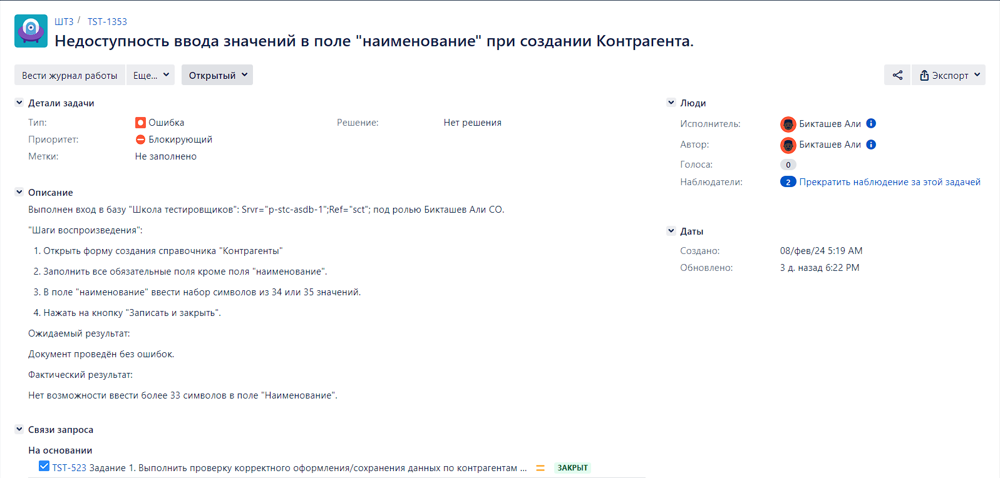 ШТ3 / TST-1353
Недоступность ввода значений в поле "наименование" при создании Контрагента.
Вести журнал работы Еще... Открытый Экспорт
Детали задачи
Тип: Ошибка Решение: Нет решения
Приоритет: Блокирующий
Метки: Не заполнено
Описание
Выполнен вход в базу "Школа тестировщиков": Srvr="p-stc-asdb-1";Ref="sct"; под ролью Бикташев Али СО.
"Шаги воспроизведения":
1. Открыть форму создания справочника "Контрагенты"
2. Заполнить все обязательные поля кроме поля "наименование".
3. В поле "наименование" ввести набор символов из 34 или 35 значений.
4. Нажать на кнопку "Записать и закрыть".
Ожидаемый результат:
Документ проведён без ошибок.
Фактический результат:
Нет возможности ввести более 33 символов в поле "Наименование".
Связи запроса
На основании
TST-523 Задание 1. Выполнить проверку корректного оформления/сохранения данных по контрагентам ... ЗАКРЫТ
Люди
Исполнитель: Бикташев Али
Автор: Бикташев Али
Голоса: 0
Наблюдатели: 2 Прекратить наблюдение за этой задачей
Даты
Создано: 08/фев/24 5:19 AM
Обновлено: 3 д. назад 6:22 PM